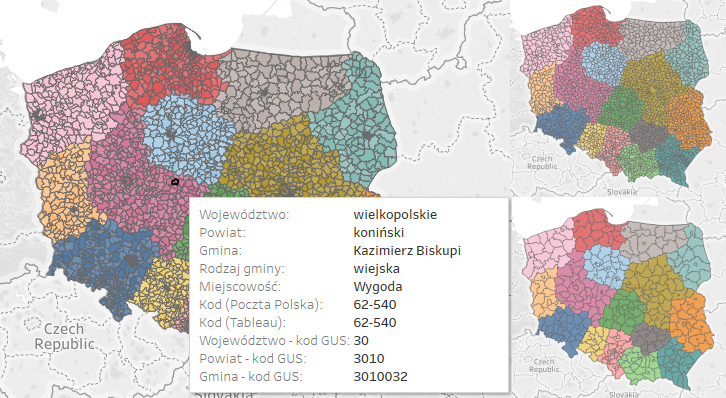 Czech
Republic
Slovakia
Województwo: wielkopolskie
Powiat: koniński
Gmina: Kazimierz Biskupi
Rodzaj gminy: wiejska
Miejscowość: Wygoda
Kod (Poczta Polska): 62-540
Kod (Tableau): 62-540
Województwo - kod GUS: 30
Powiat - kod GUS: 3010
Gmina - kod GUS: 3010032
Czech
Republic
Slovakia
Czech
Republic
Slovakia